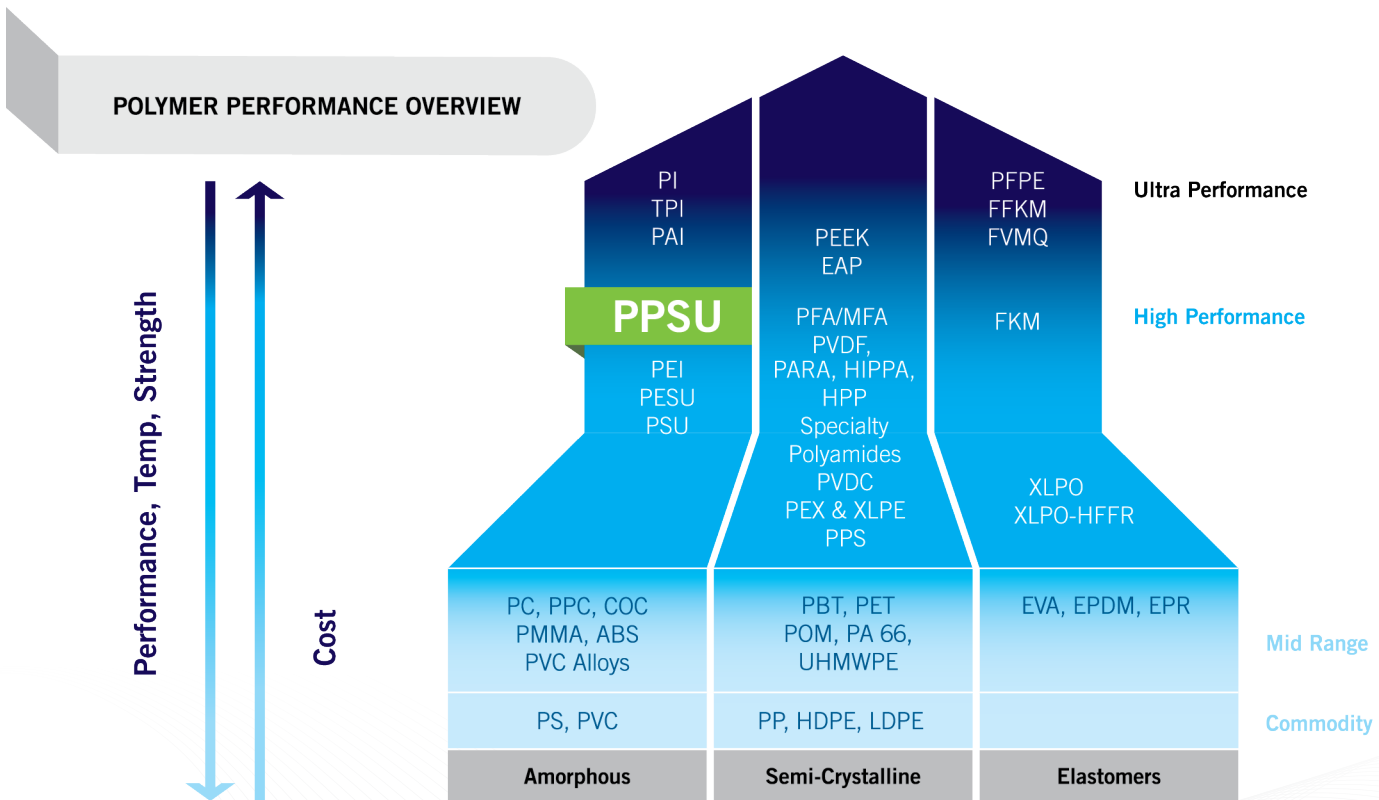 POLYMER PERFORMANCE OVERVIEW
Performance, Temp, Strength
Cost
PI
TPI
PAI
PPSU
PEI
PESU
PSU
PC, PPC, COC
PMMA, ABS
PVC Alloys
PS, PVC
Amorphous
PEEK
EAP
PFA/MFA
PVDF,
PARA, HIPPA,
HPP
Specialty
Polyamides
PVDC
PEX & XLPE
PPS
PBT, PET
POM, PA 66,
UHMWPE
PP, HDPE, LDPE
Semi-Crystalline
PFPE
FFKM
FVMQ
FKM
XLPO
XLPO-HFFR
EVA, EPDM, EPR
Elastomers
Ultra Performance
High Performance
Mid Range
Commodity